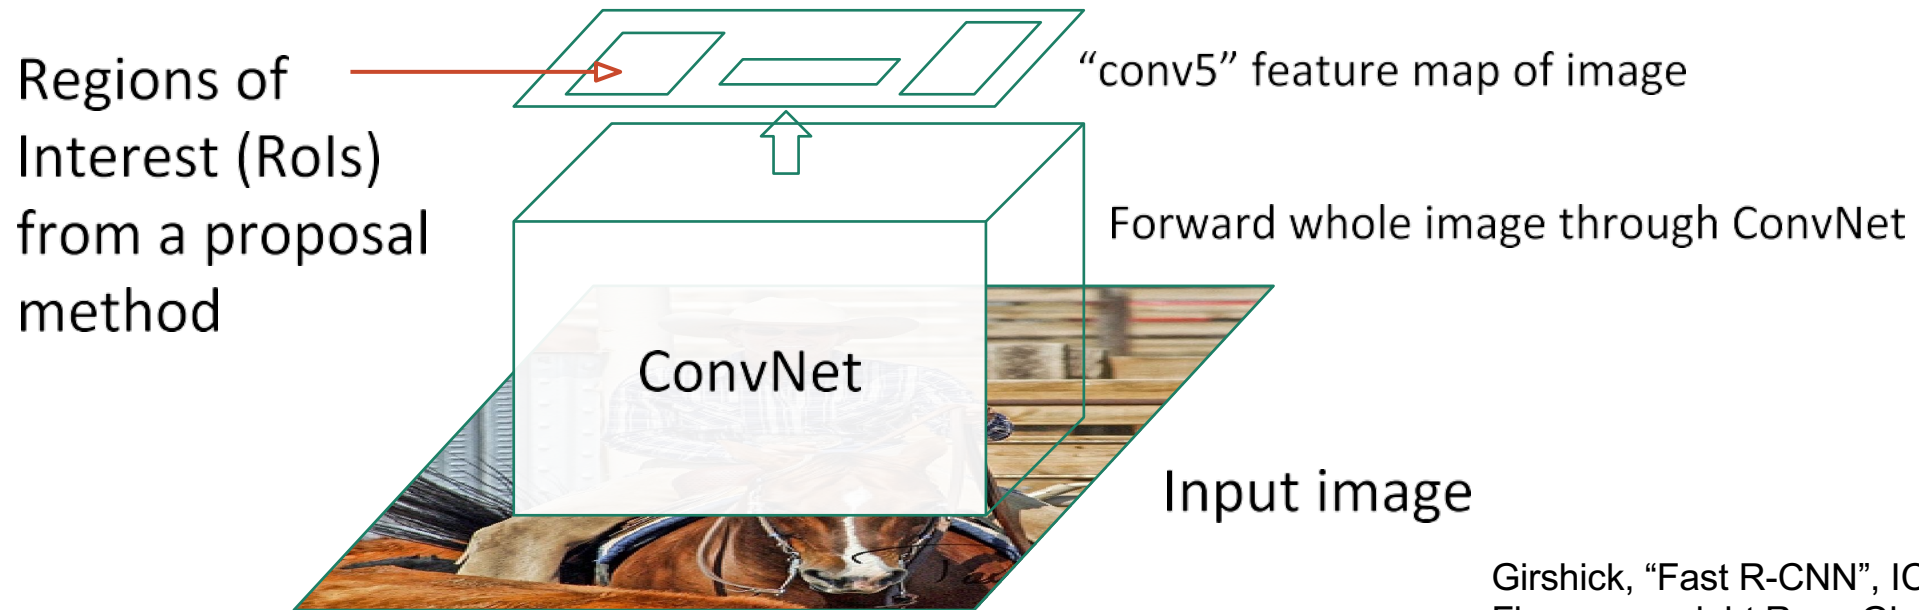 Regions of
Interest (RoIs)
from a proposal
method
“conv5” feature map of image
Forward whole image through ConvNet
ConvNet
Input image
Girshick, “Fast R-CNN”,